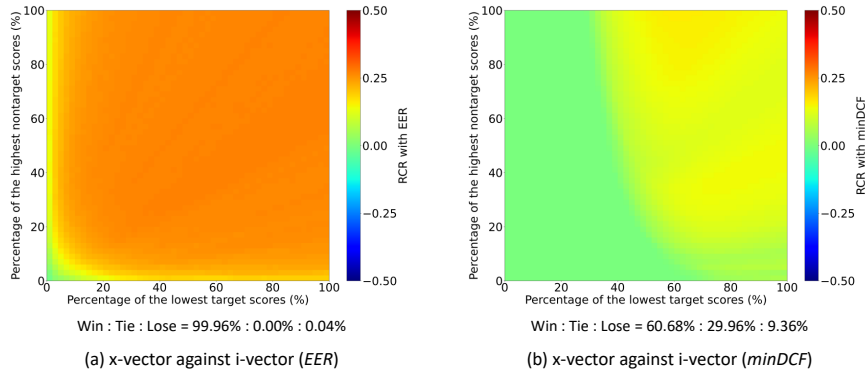 Percentage of the highest nontarget scores (%)
100
80
60
40
20
0
0 20 40 60 80 100
Percentage of the lowest target scores (%)
0.50
0.25
0.00
−0.25
−0.50
RCR with EER
Win : Tie : Lose = 99.96% : 0.00% : 0.04%
(a) x-vector against i-vector (EER)
Percentage of the highest nontarget scores (%)
100
80
60
40
20
0
0 20 40 60 80 100
Percentage of the lowest target scores (%)
0.50
0.25
0.00
−0.25
−0.50
RCR with minDCF
Win : Tie : Lose = 60.68% : 29.96% : 9.36%
(b) x-vector against i-vector (minDCF)